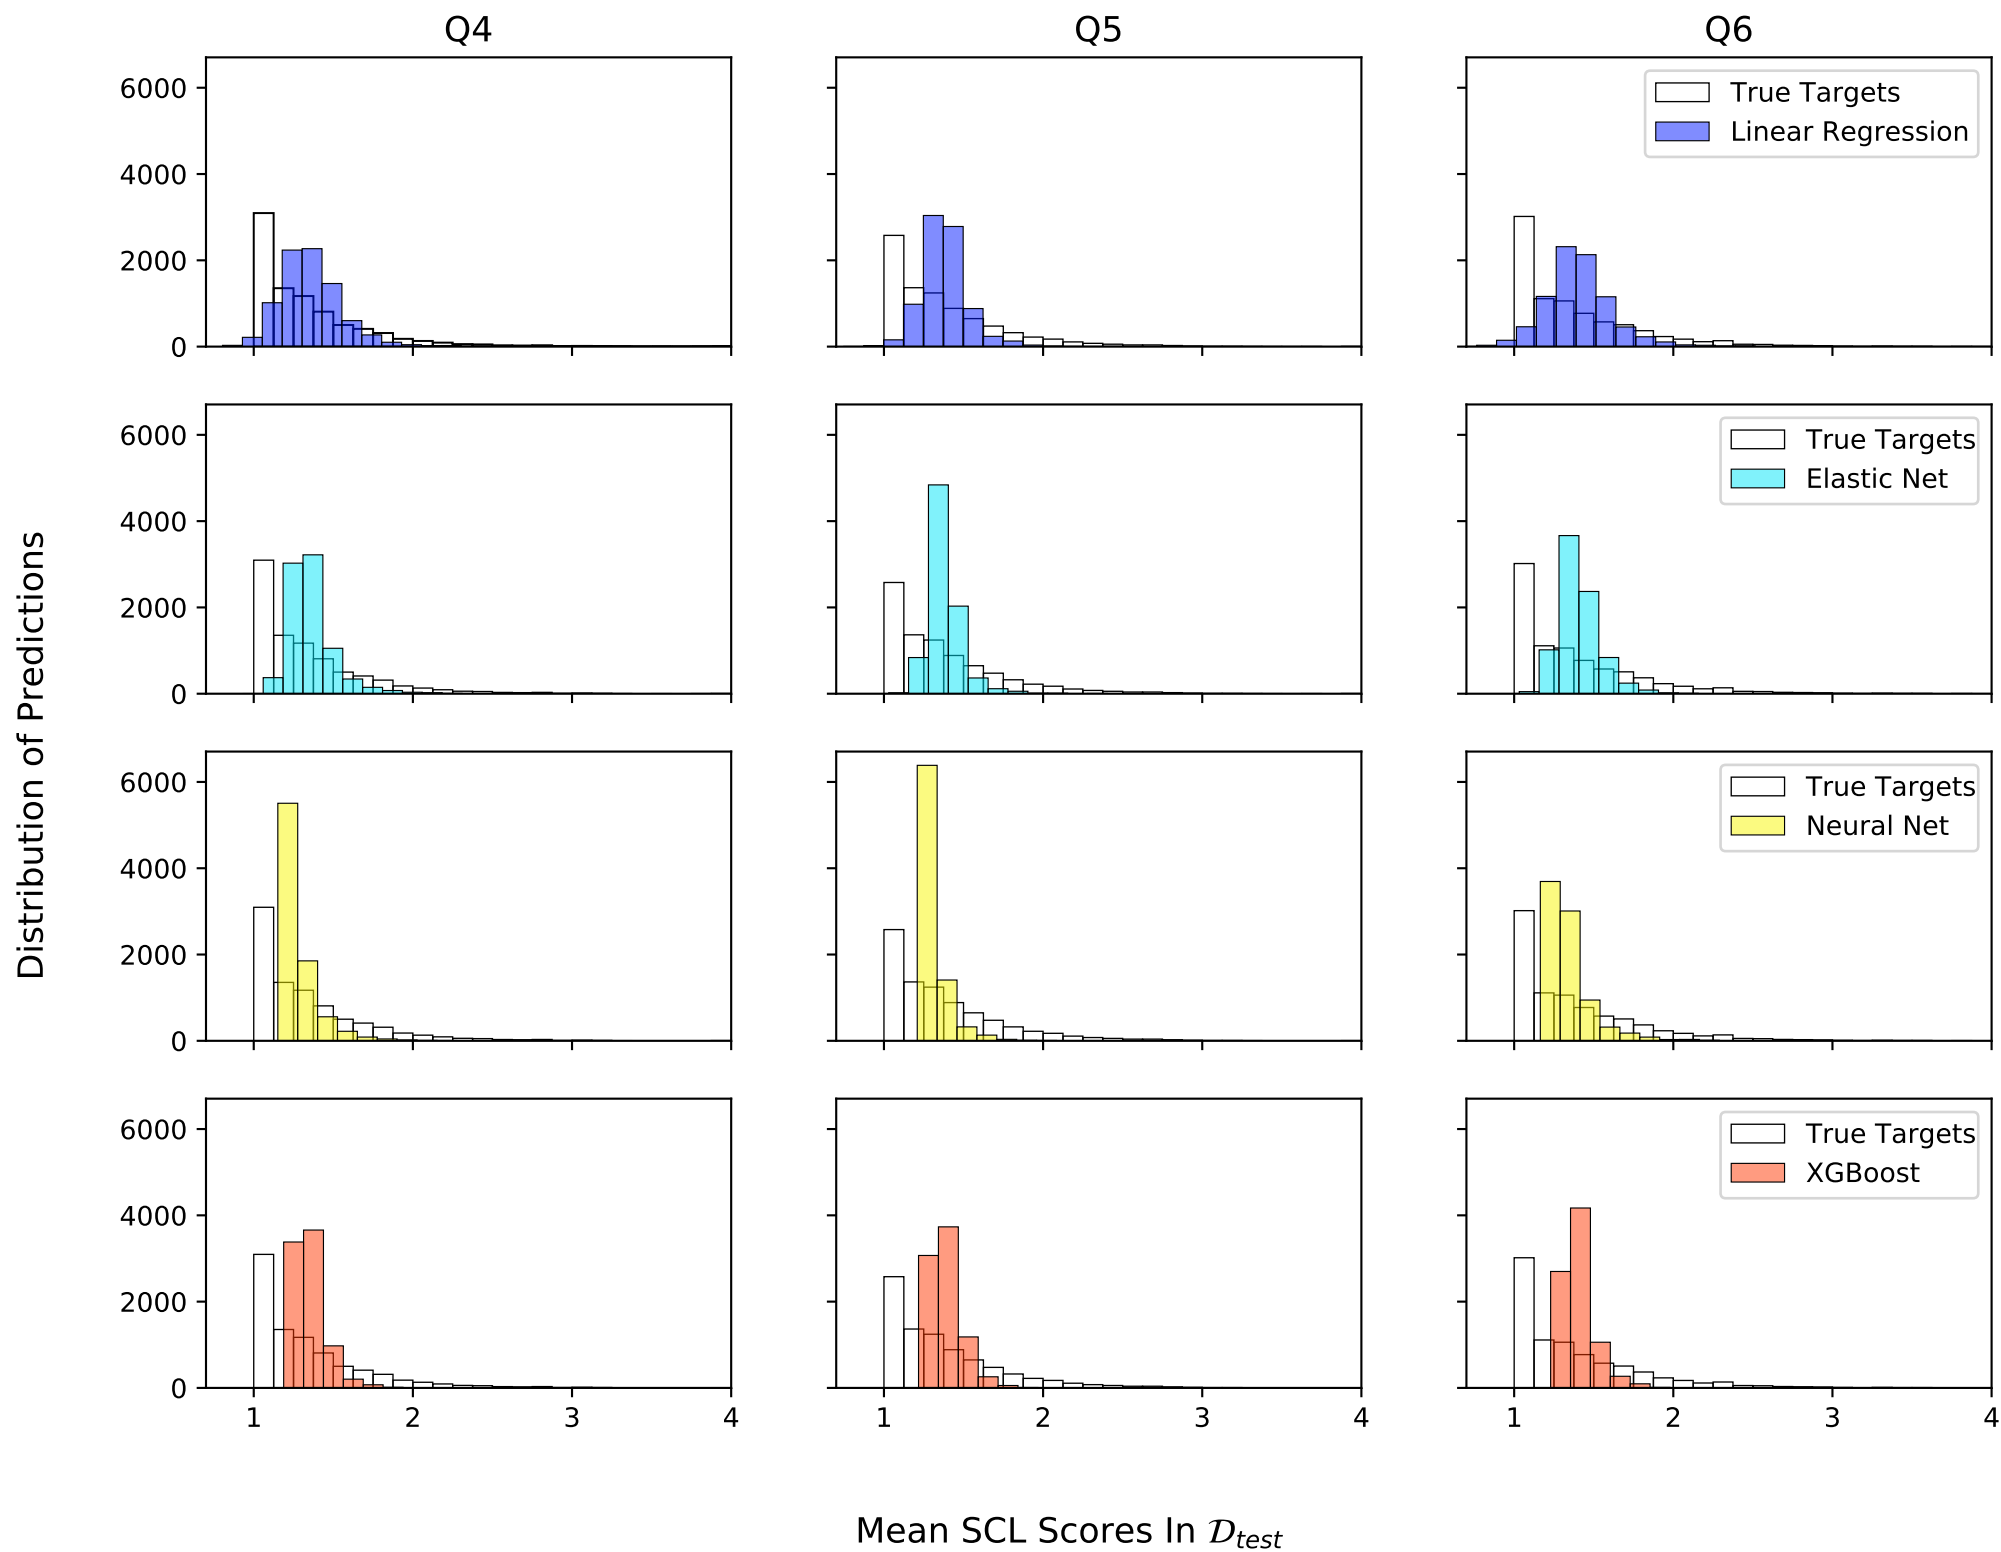 Q4 Q5 Q6
6000
4000
2000
0
True Targets
Linear Regression
6000
4000
2000
0
True Targets
Elastic Net
6000
4000
2000
0
True Targets
Neural Net
6000
4000
2000
0
True Targets
XGBoost
1 2 3 4 1 2 3 4 1 2 3 4
Distribution of Predictions
Mean SCL Scores In 𝒟test